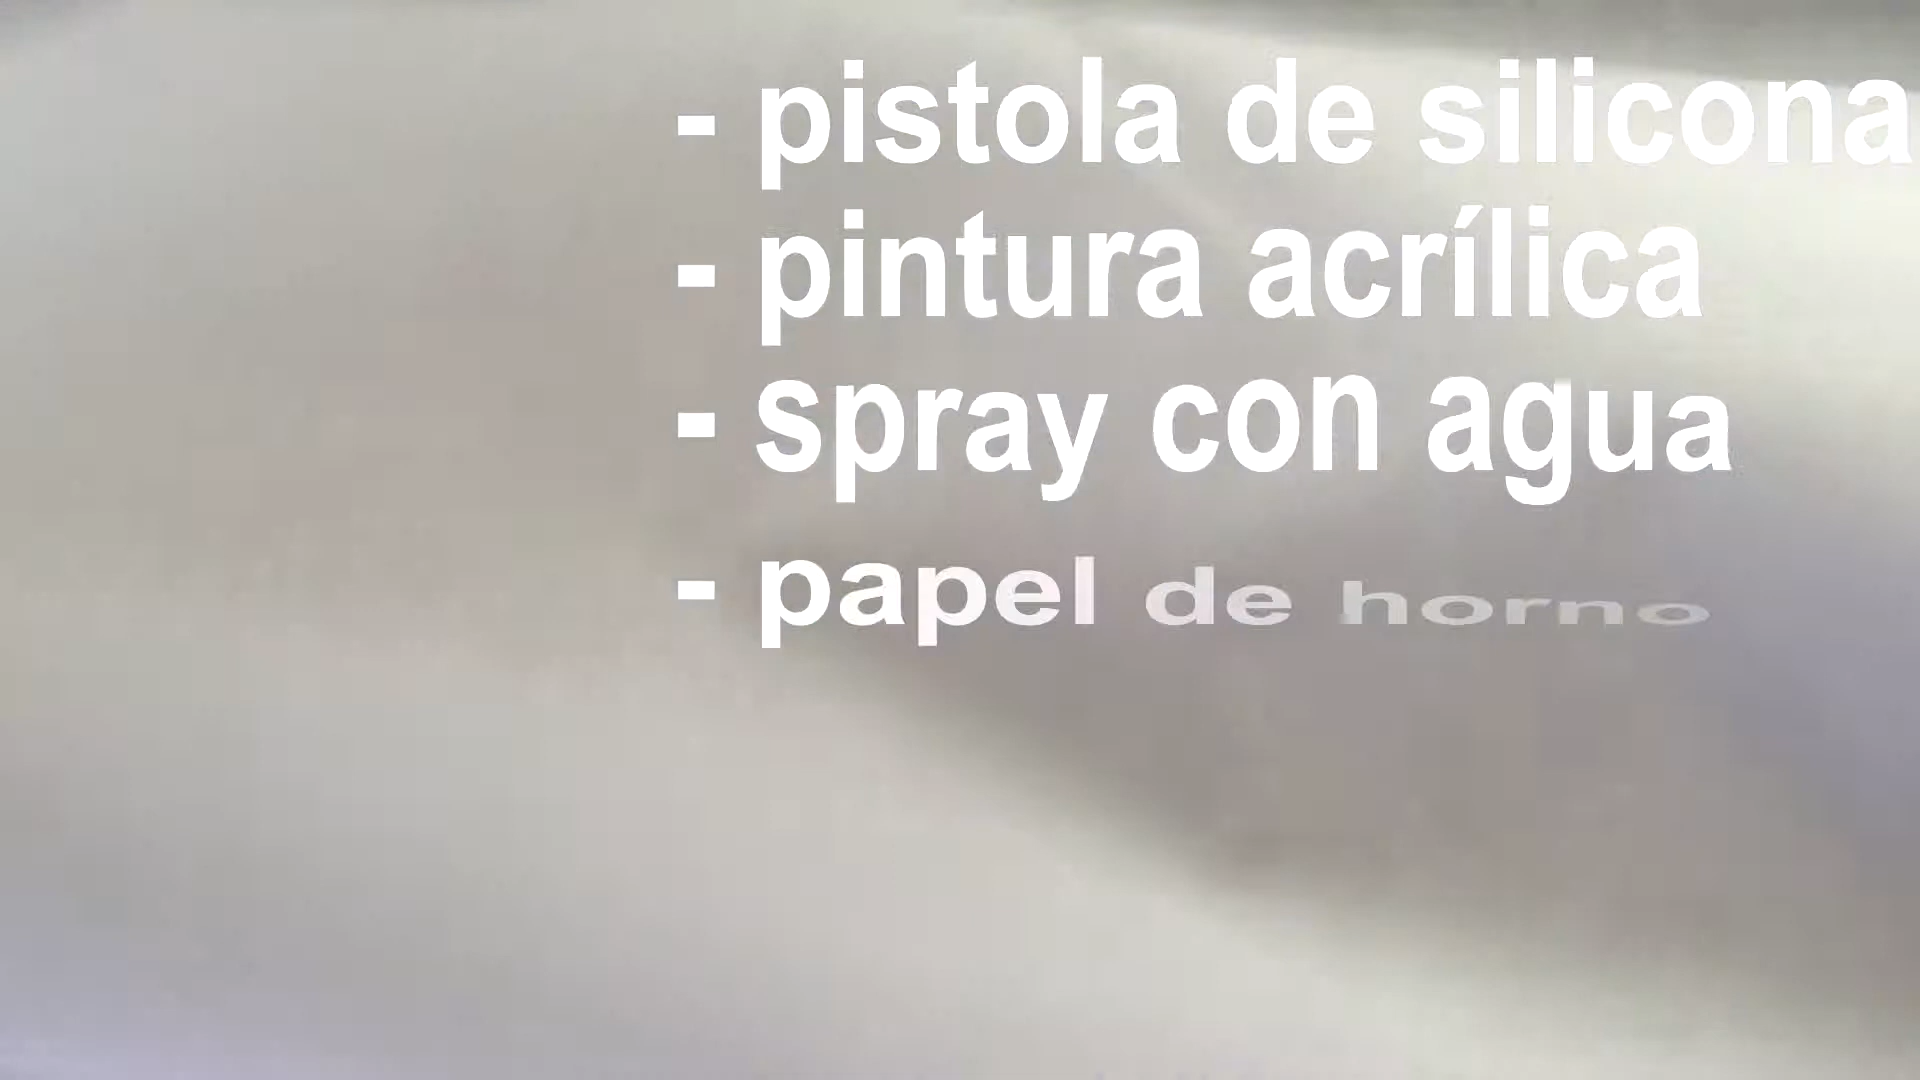 - pistola de silicona
- pintura acrílica
- spray con agua
- papel de horno